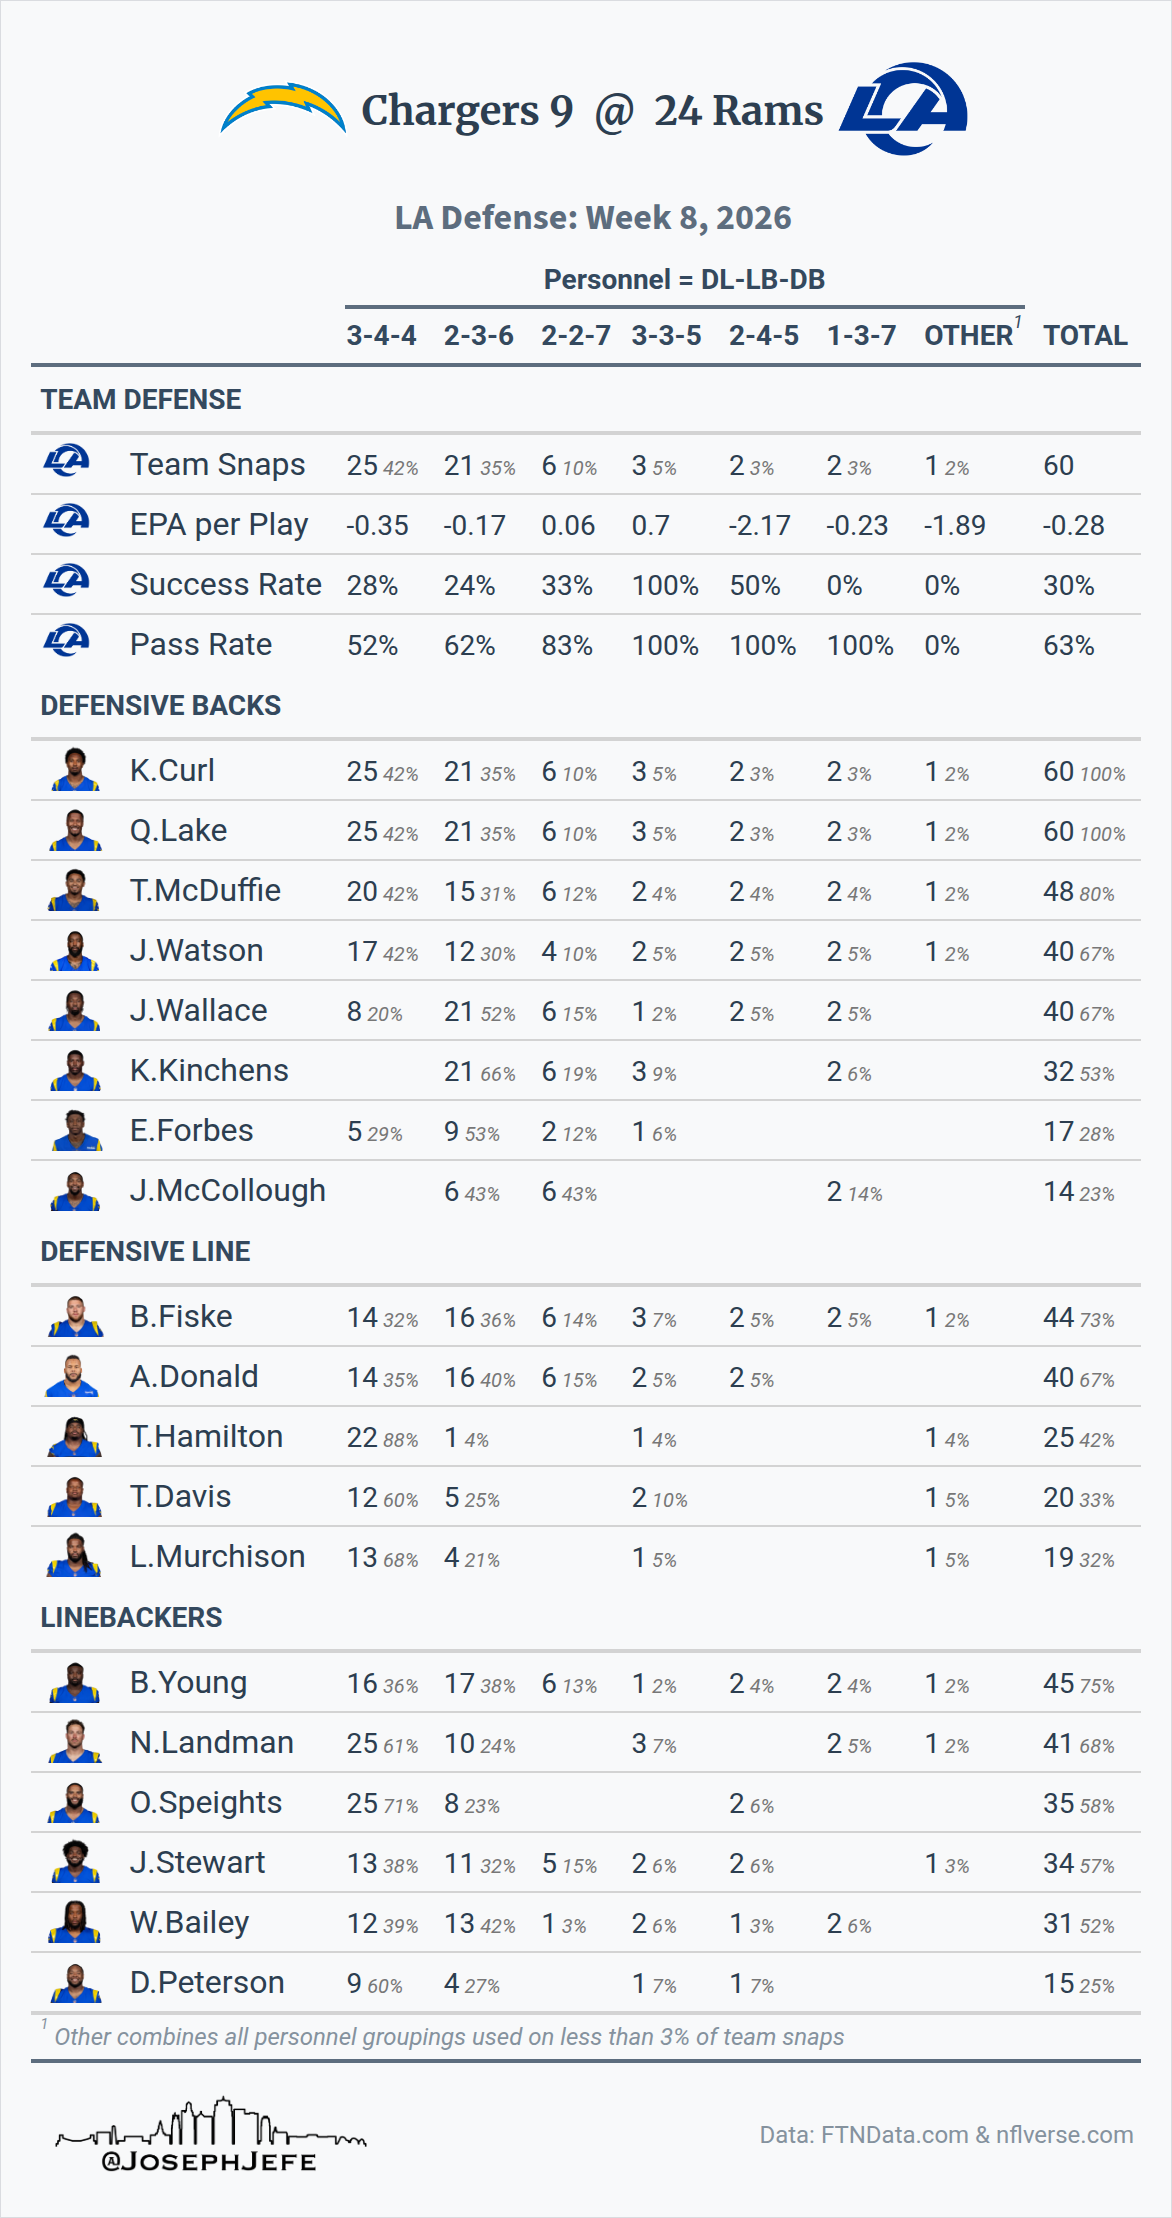 Chargers 9 @ 24 Rams
LA Defense: Week 8, 2026
Personnel = DL-LB-DB
3-4-4 2-3-6 2-2-7 3-3-5 2-4-5 1-3-7 OTHER1 TOTAL
TEAM DEFENSE
LA Team Snaps 25 42% 21 35% 6 10% 3 5% 2 3% 2 3% 1 2% 60
LA EPA per Play -0.35 -0.17 0.06 0.7 -2.17 -0.23 -1.89 -0.28
LA Success Rate 28% 24% 33% 100% 50% 0% 0% 30%
LA Pass Rate 52% 62% 83% 100% 100% 100% 0% 63%
DEFENSIVE BACKS
K.Curl 25 42% 21 35% 6 10% 3 5% 2 3% 2 3% 1 2% 60 100%
Q.Lake 25 42% 21 35% 6 10% 3 5% 2 3% 2 3% 1 2% 60 100%
T.McDuffie 20 42% 15 31% 6 12% 2 4% 2 4% 2 4% 1 2% 48 80%
J.Watson 17 42% 12 30% 4 10% 2 5% 2 5% 2 5% 1 2% 40 67%
J.Wallace 8 20% 21 52% 6 15% 1 2% 2 5% 2 5% 40 67%
K.Kinchens 21 66% 6 19% 3 9% 2 6% 32 53%
E.Forbes 5 29% 9 53% 2 12% 1 6% 17 28%
J.McCollough 6 43% 6 43% 2 14% 14 23%
DEFENSIVE LINE
B.Fiske 14 32% 16 36% 6 14% 3 7% 2 5% 2 5% 1 2% 44 73%
A.Donald 14 35% 16 40% 6 15% 2 5% 2 5% 40 67%
T.Hamilton 22 88% 1 4% 1 4% 1 4% 25 42%
T.Davis 12 60% 5 25% 2 10% 1 5% 20 33%
L.Murchison 13 68% 4 21% 1 5% 1 5% 19 32%
LINEBACKERS
B.Young 16 36% 17 38% 6 13% 1 2% 2 4% 2 4% 1 2% 45 75%
N.Landman 25 61% 10 24% 3 7% 2 5% 1 2% 41 68%
O.Speights 25 71% 8 23% 2 6% 35 58%
J.Stewart 13 38% 11 32% 5 15% 2 6% 2 6% 1 3% 34 57%
W.Bailey 12 39% 13 42% 1 3% 2 6% 1 3% 2 6% 31 52%
D.Peterson 9 60% 4 27% 1 7% 1 7% 15 25%
1 Other combines all personnel groupings used on less than 3% of team snaps
@JOSEPHJEFE
Data: FTNData.com & nflverse.com